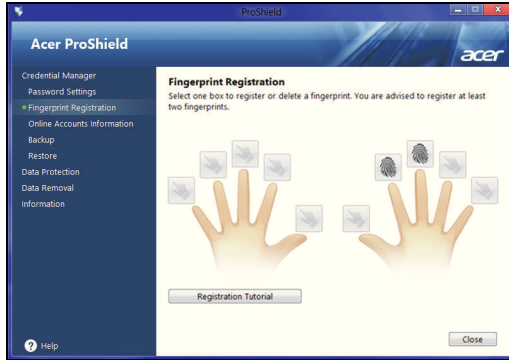 ProShield
Acer ProShield
acer
Credential Manager
Password Settings
Fingerprint Registration
Online Accounts Information
Backup
Restore
Data Protection
Data Removal
Information
Help
Fingerprint Registration
Select one box to register or delete a fingerprint. You are advised to register at least
two fingerprints.
Registration Tutorial
Close